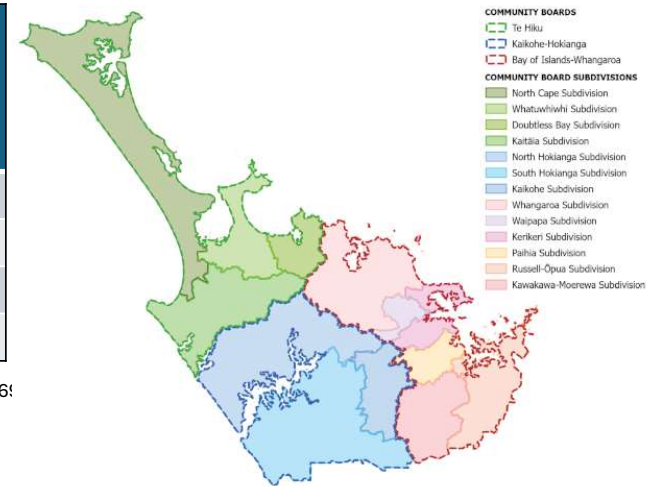 COMMUNITY BOARDS
Te Hiku
Kaikohe-Hokianga
Bay of Islands-Whangaroa
COMMUNITY BOARD SUBDIVISIONS
North Cape Subdivision
Whatuwhiwhi Subdivision
Doubtless Bay Subdivision
Kaitāia Subdivision
North Hokianga Subdivision
South Hokianga Subdivision
Kaikohe Subdivision
Whangaroa Subdivision
Waipapa Subdivision
Kerikeri Subdivision
Paihia Subdivision
Russell-Ōpua Subdivision
Kawakawa-Moerewa Subdivision